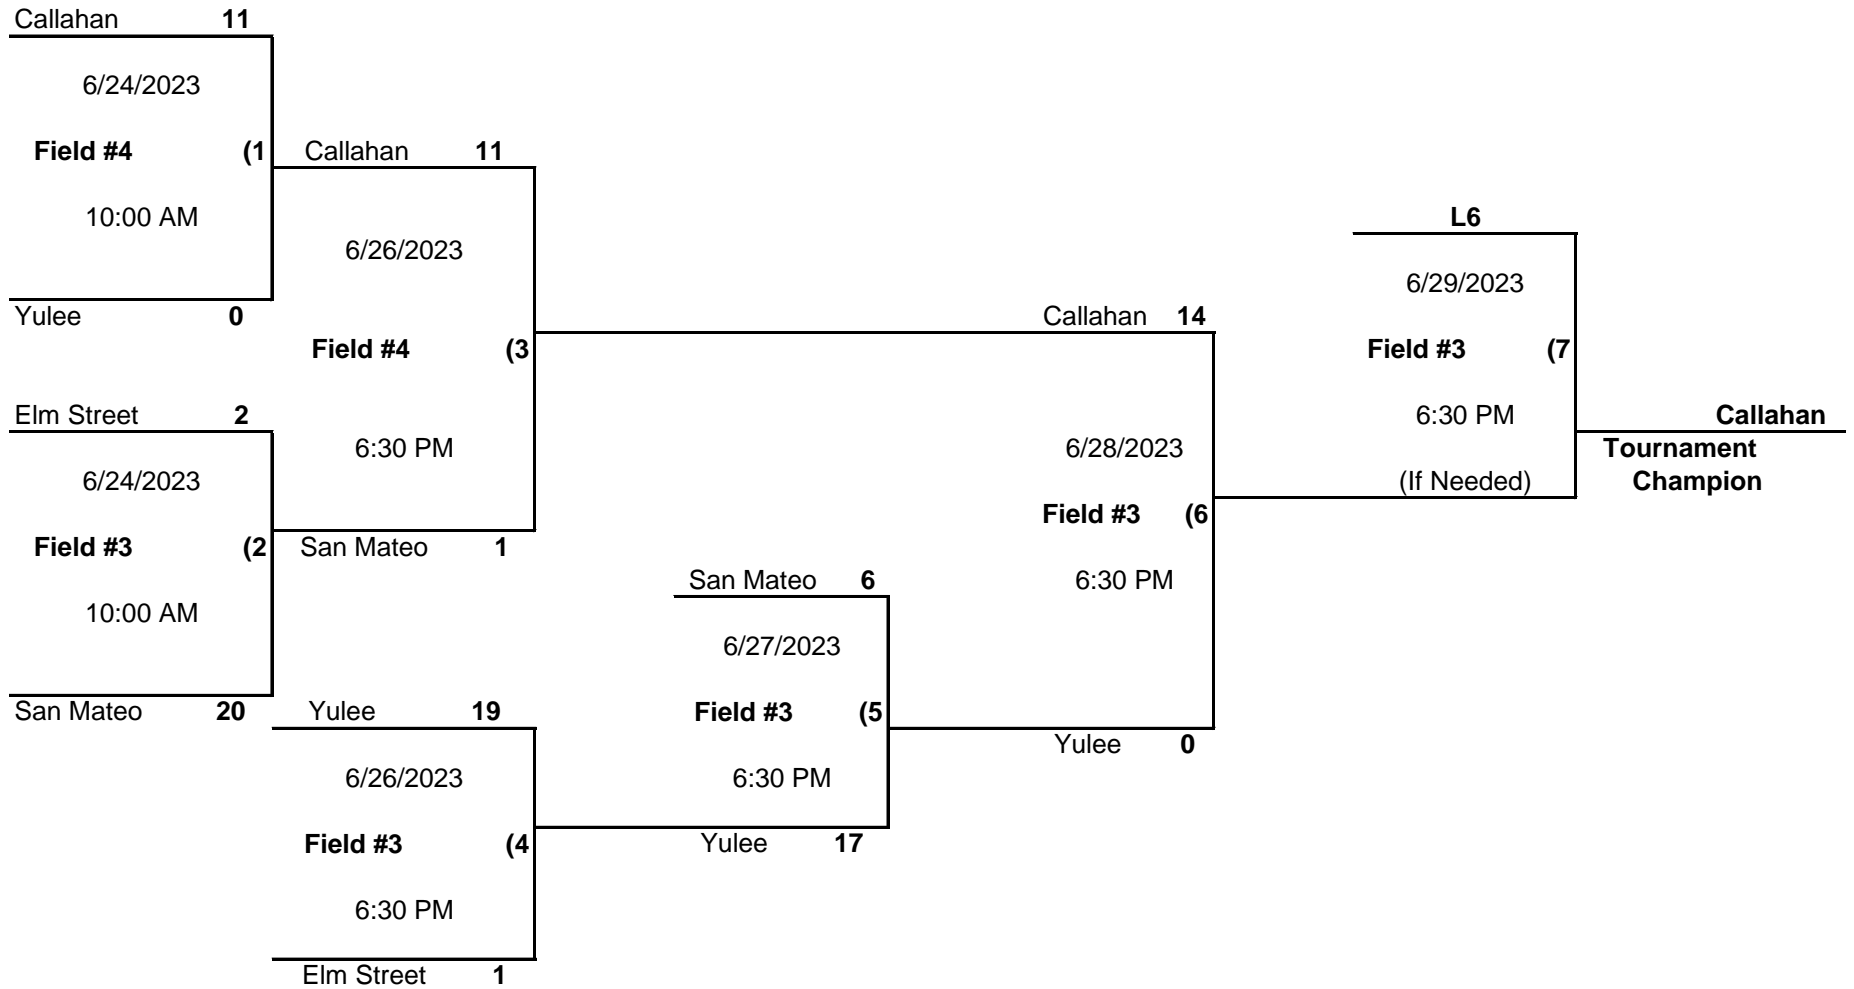 Callahan 11
6/24/2023
Field #4 (1
10:00 AM
Yulee 0
Elm Street 2
6/24/2023
Field #3 (2
10:00 AM
San Mateo 20
Callahan 11
6/26/2023
Field #4 (3
6:30 PM
San Mateo 1
Yulee 19
6/26/2023
Field #3 (4
6:30 PM
Elm Street 1
San Mateo 6
6/27/2023
Field #3 (5
6:30 PM
Yulee 17
Callahan 14
6/28/2023
Field #3 (6
6:30 PM
Yulee 0
L6
6/29/2023
Field #3 (7
6:30 PM
(If Needed)
Callahan
Tournament
Champion